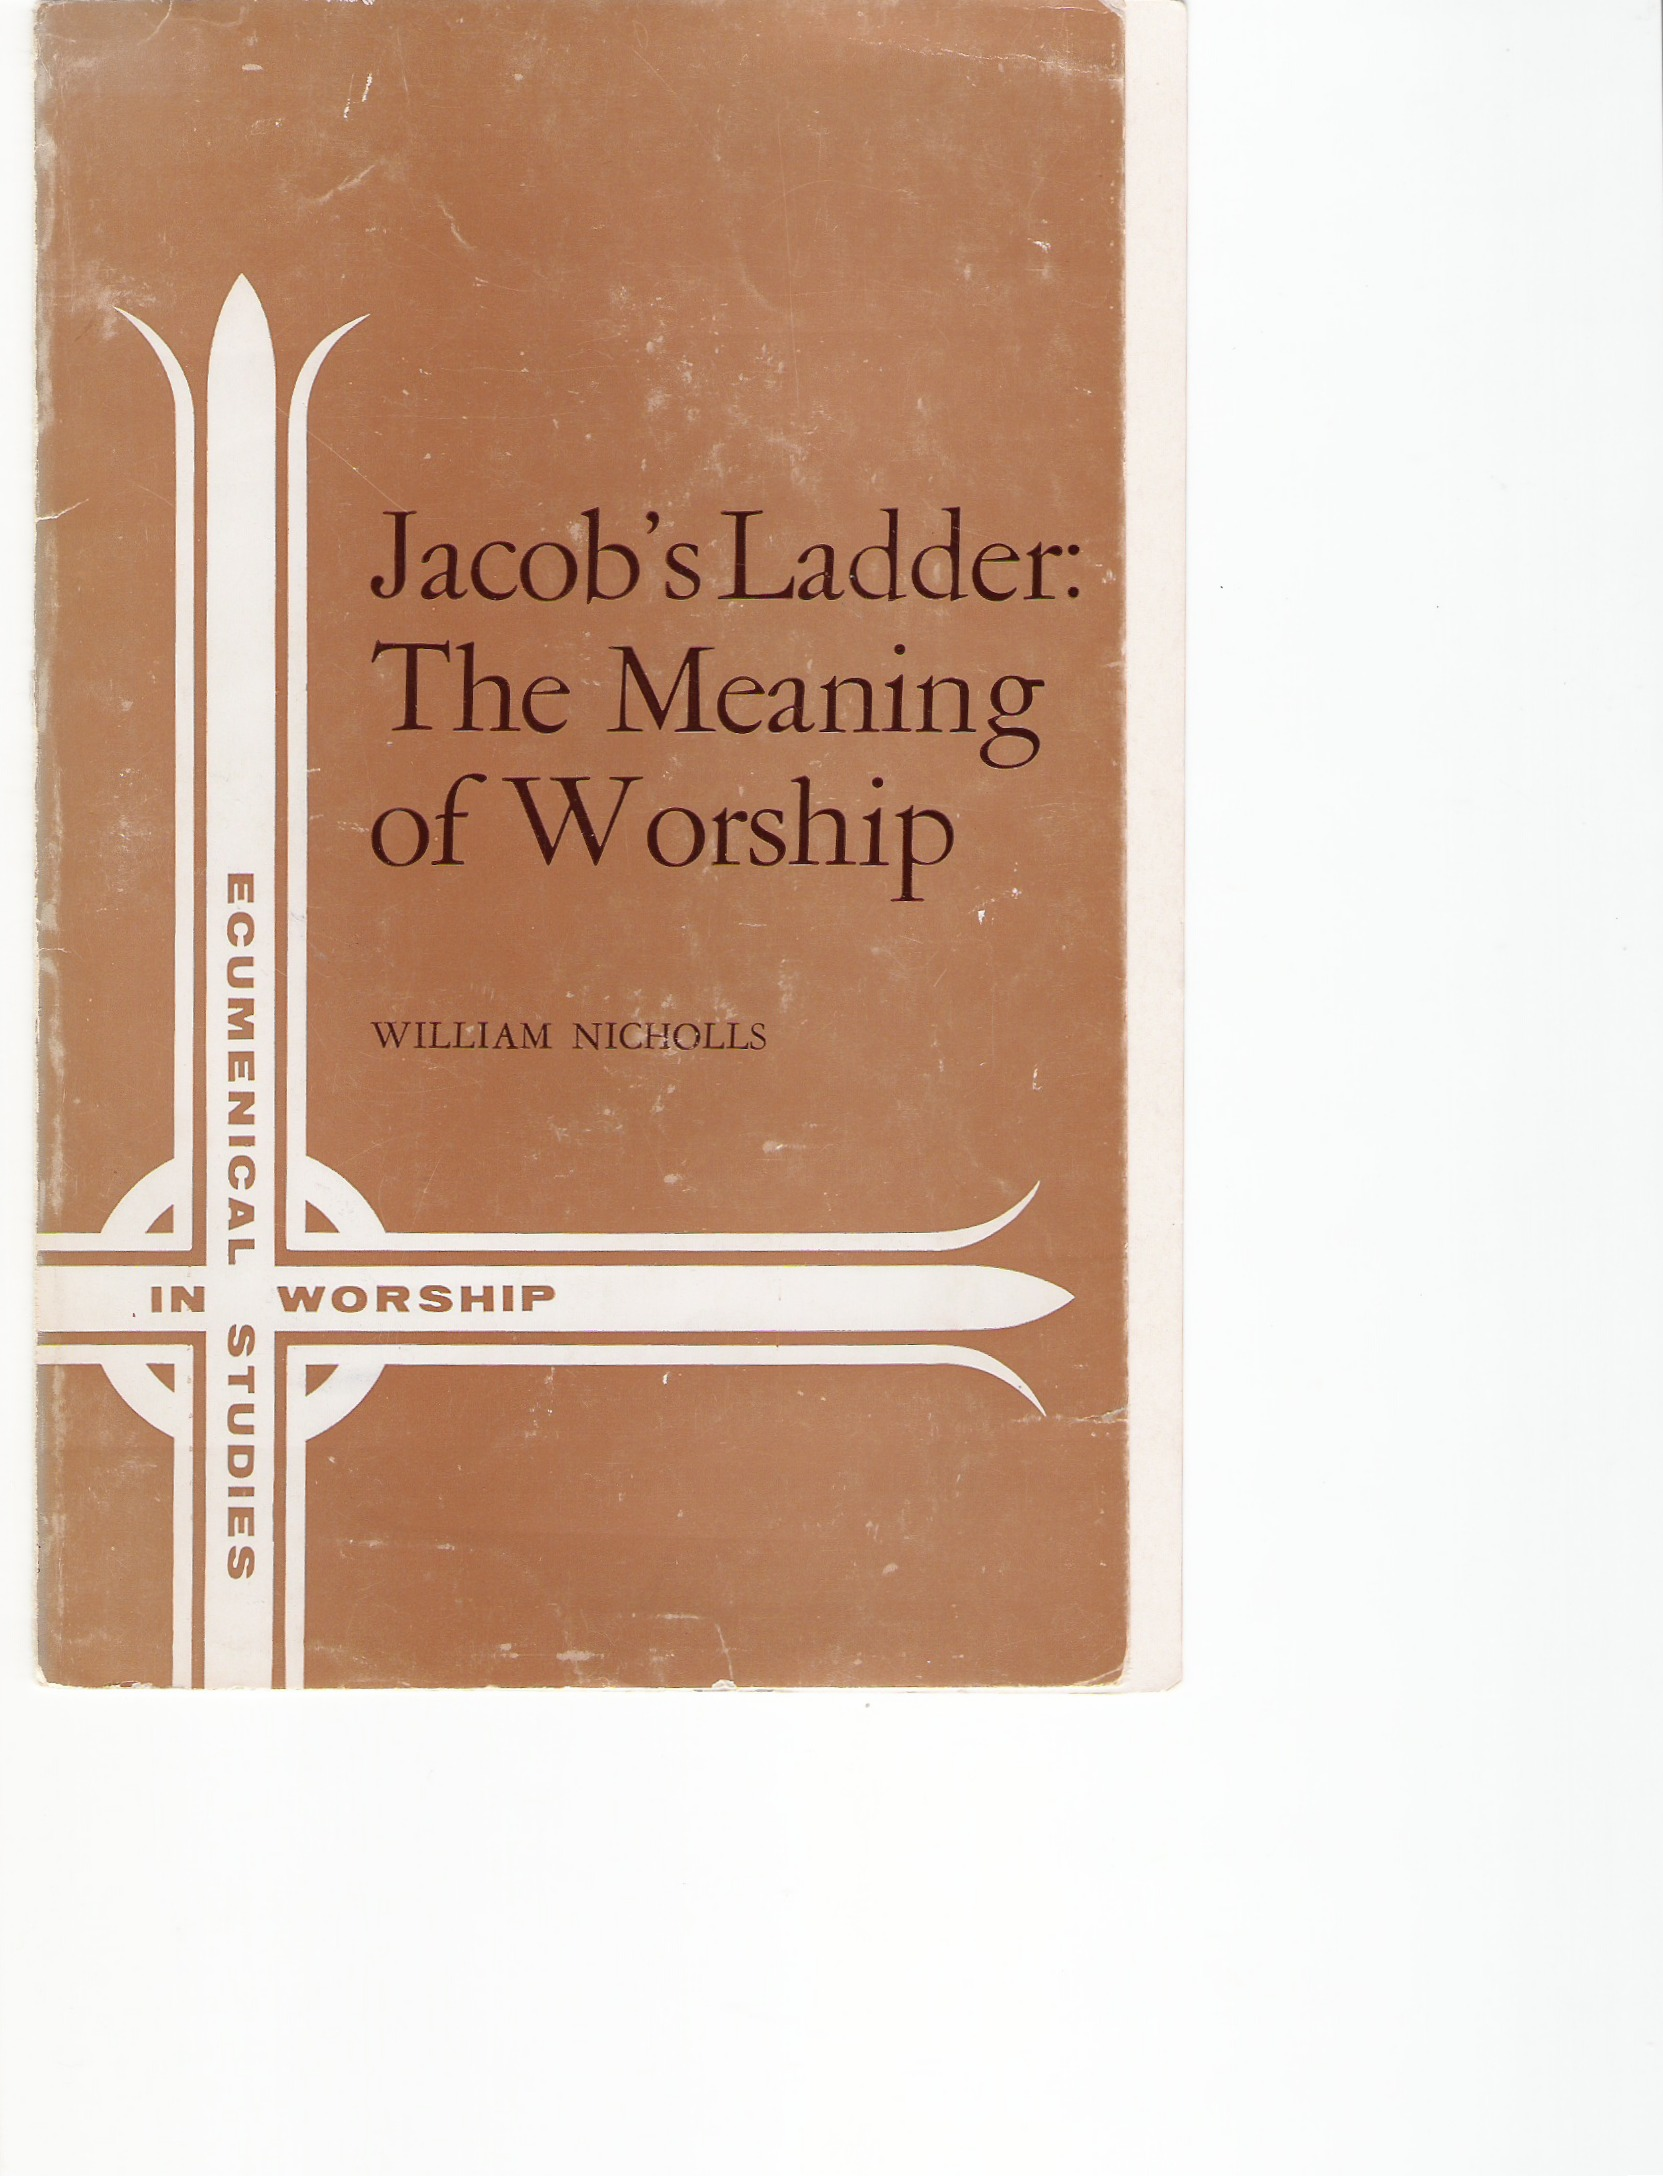 Jacob's Ladder:
The Meaning
of Worship
WILLIAM NICHOLLS
ECUMENICAL STUDIES
IN WORSHIP